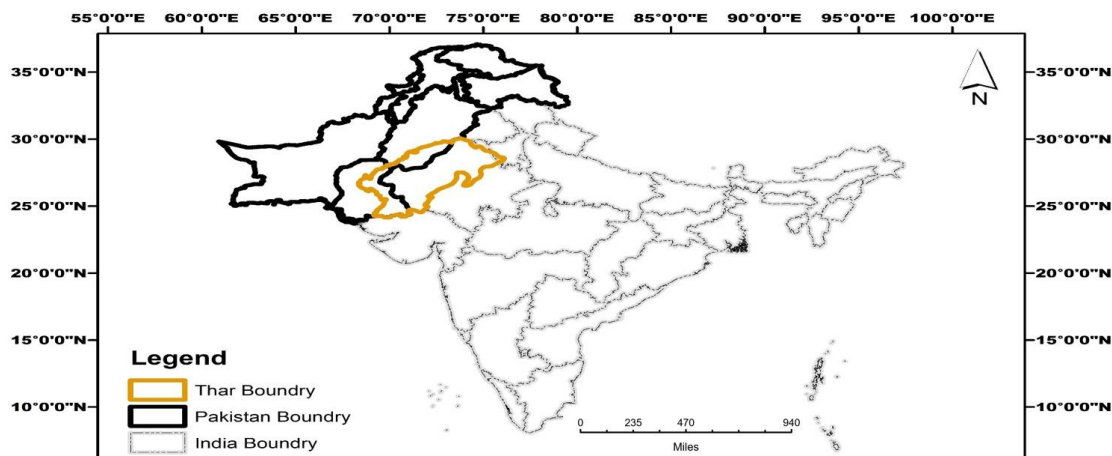 55°0'0"E 60°0'0"E 65°0'0"E 70°0'0"E 75°0'0"E 80°0'0"E 85°0'0"E 90°0'0"E 95°0'0"E 100°0'0"E
35°0'0"N 35°0'0"N
N
30°0'0"N 30°0'0"N
25°0'0"N 25°0'0"N
20°0'0"N 20°0'0"N
15°0'0"N 15°0'0"N
Legend
Thar Boundry
10°0'0"N 10°0'0"N
Pakistan Boundry
0 235 470 940
India Boundry
Miles